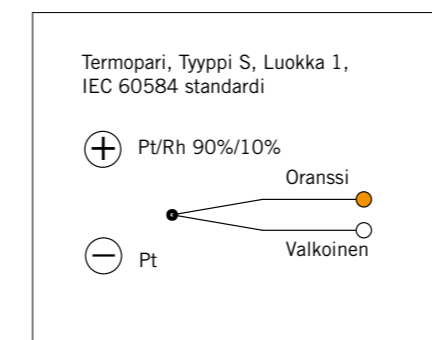 Termopari, Tyyppi S, Luokka 1,
IEC 60584 standardi
+ Pt/Rh 90%/10%
Oranssi
Valkoinen
− Pt